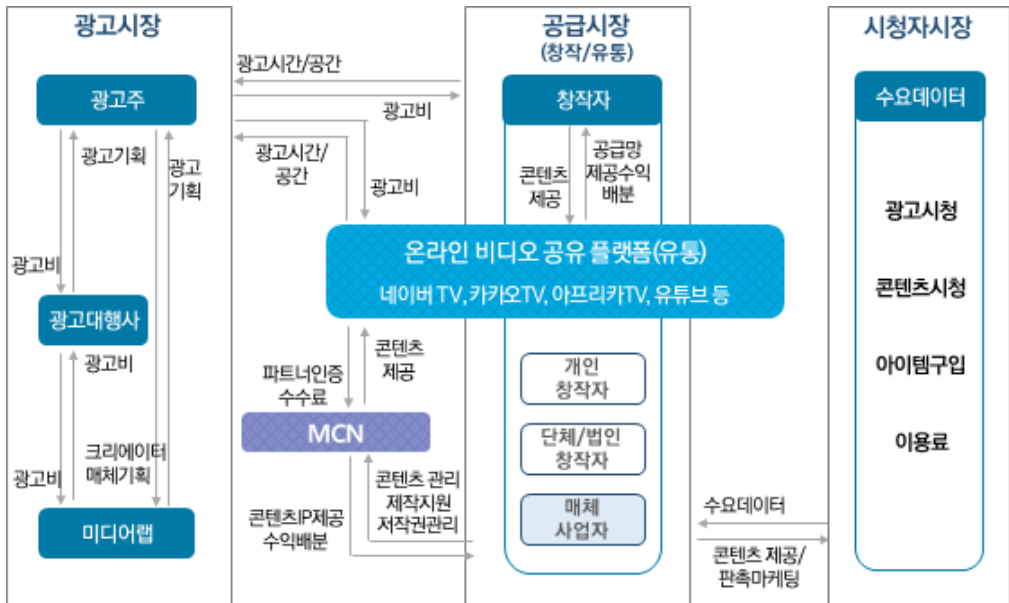 광고시장
광고주
광고기획
광고
기획
광고비
광고대행사
광고비
크리에이터
매체기획
광고비
미디어랩
광고시간/공간
광고비
광고시간/
공간
광고비
공급시장
(창작/유통)
창작자
콘텐츠
제공
공급망
제공수익
배분
온라인 비디오 공유 플랫폼(유통)
네이버 TV, 카카오TV, 아프리카TV, 유튜브 등
파트너인증
수수료
콘텐츠
제공
MCN
콘텐츠IP제공
수익배분
콘텐츠 관리
제작지원
저작권관리
개인
창작자
단체/법인
창작자
매체
사업자
수요데이터
콘텐츠 제공/
판촉마케팅
시청자시장
수요데이터
광고시청
콘텐츠시청
아이템구입
이용료